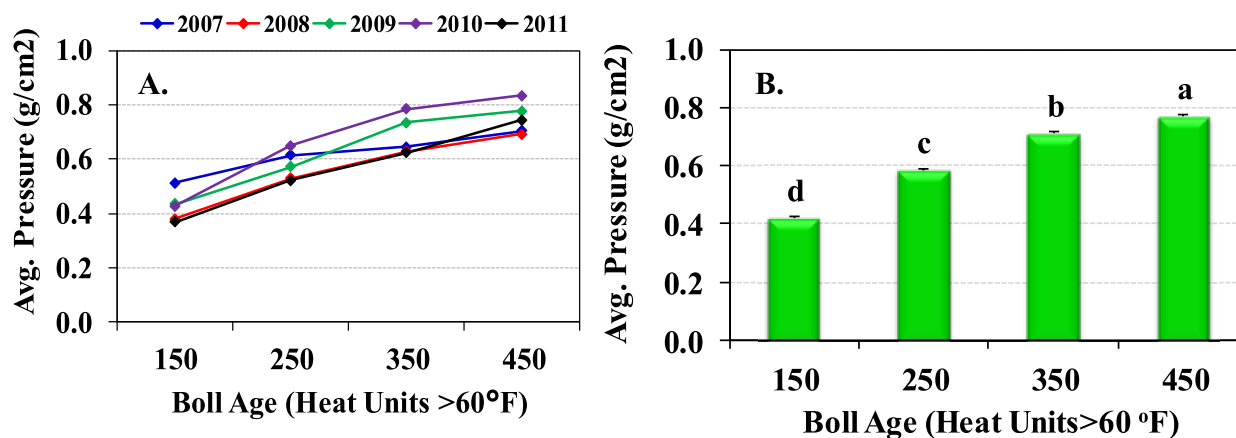 2007 2008 2009 2010 2011
Avg. Pressure (g/cm2)
1.0
0.8
0.6
0.4
0.2
0.0
A.
150 250 350 450
Boll Age (Heat Units >60°F)
Avg. Pressure (g/cm2)
1.0
0.8
0.6
0.4
0.2
0.0
B.
d c b a
150 250 350 450
Boll Age (Heat Units>60 °F)